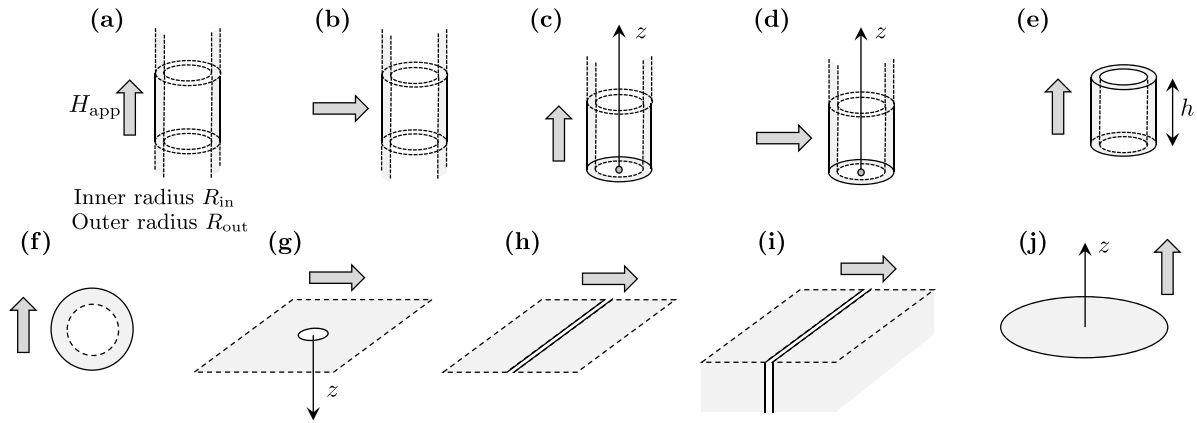 (a) (b) (c) (d) (e)
z z
H_app h
Inner radius R_in
Outer radius R_out
(f) (g) (h) (i) (j)
z
z